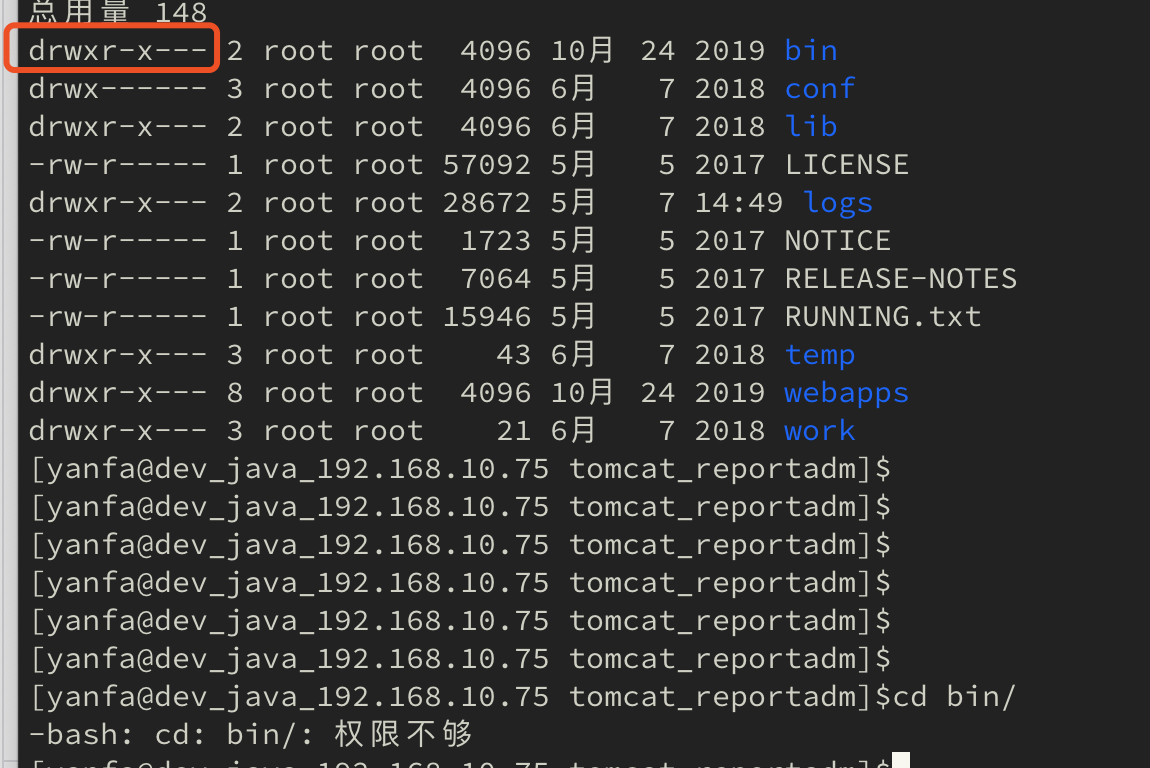 总用量 148
drwxr-x--- 2 root root  4096 10月 24 2019 bin
drwx------ 3 root root  4096 6月   7 2018 conf
drwxr-x--- 2 root root  4096 6月   7 2018 lib
-rw-r----- 1 root root 57092 5月   5 2017 LICENSE
drwxr-x--- 2 root root 28672 5月   7 14:49 logs
-rw-r----- 1 root root  1723 5月   5 2017 NOTICE
-rw-r----- 1 root root  7064 5月   5 2017 RELEASE-NOTES
-rw-r----- 1 root root 15946 5月   5 2017 RUNNING.txt
drwxr-x--- 3 root root    43 6月   7 2018 temp
drwxr-x--- 8 root root  4096 10月 24 2019 webapps
drwxr-x--- 3 root root    21 6月   7 2018 work
[yanfa@dev_java_192.168.10.75 tomcat_reportadm]$
[yanfa@dev_java_192.168.10.75 tomcat_reportadm]$
[yanfa@dev_java_192.168.10.75 tomcat_reportadm]$
[yanfa@dev_java_192.168.10.75 tomcat_reportadm]$
[yanfa@dev_java_192.168.10.75 tomcat_reportadm]$
[yanfa@dev_java_192.168.10.75 tomcat_reportadm]$
[yanfa@dev_java_192.168.10.75 tomcat_reportadm]$cd bin/
-bash: cd: bin/: 权限不够
[yanfa@dev_java_192.168.10.75 tomcat_reportadm]$